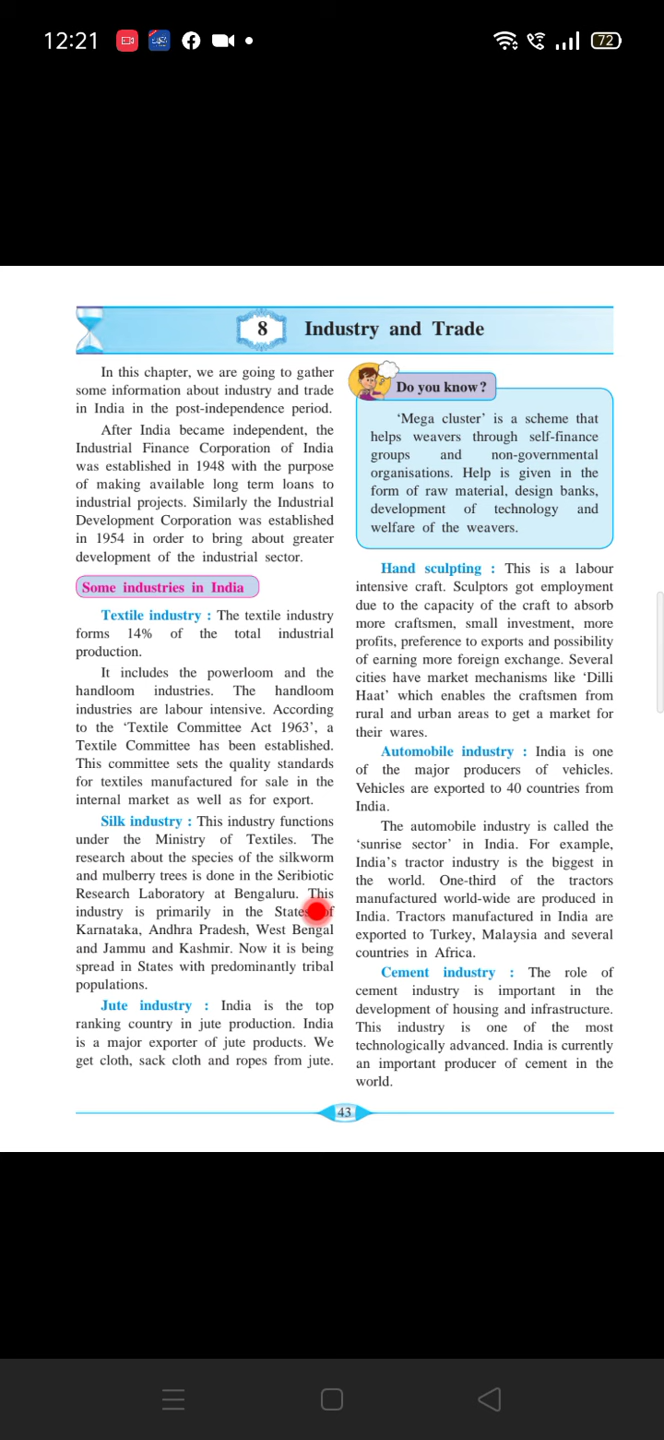 12:21
72
8 Industry and Trade
In this chapter, we are going to gather
some information about industry and trade
in India in the post-independence period.
After India became independent, the
Industrial Finance Corporation of India
was established in 1948 with the purpose
of making available long term loans to
industrial projects. Similarly the Industrial
Development Corporation was established
in 1954 in order to bring about greater
development of the industrial sector.
Some industries in India
Textile industry : The textile industry
forms 14% of the total industrial
production.
It includes the powerloom and the
handloom industries. The handloom
industries are labour intensive. According
to the ‘Textile Committee Act 1963’, a
Textile Committee has been established.
This committee sets the quality standards
for textiles manufactured for sale in the
internal market as well as for export.
Silk industry : This industry functions
under the Ministry of Textiles. The
research about the species of the silkworm
and mulberry trees is done in the Seribiotic
Research Laboratory at Bengaluru. This
industry is primarily in the States of
Karnataka, Andhra Pradesh, West Bengal
and Jammu and Kashmir. Now it is being
spread in States with predominantly tribal
populations.
Jute industry : India is the top
ranking country in jute production. India
is a major exporter of jute products. We
get cloth, sack cloth and ropes from jute.
Do you know?
‘Mega cluster’ is a scheme that
helps weavers through self-finance
groups and non-governmental
organisations. Help is given in the
form of raw material, design banks,
development of technology and
welfare of the weavers.
Hand sculpting : This is a labour
intensive craft. Sculptors got employment
due to the capacity of the craft to absorb
more craftsmen, small investment, more
profits, preference to exports and possibility
of earning more foreign exchange. Several
cities have market mechanisms like ‘Dilli
Haat’ which enables the craftsmen from
rural and urban areas to get a market for
their wares.
Automobile industry : India is one
of the major producers of vehicles.
Vehicles are exported to 40 countries from
India.
The automobile industry is called the
‘sunrise sector’ in India. For example,
India’s tractor industry is the biggest in
the world. One-third of the tractors
manufactured world-wide are produced in
India. Tractors manufactured in India are
exported to Turkey, Malaysia and several
countries in Africa.
Cement industry : The role of
cement industry is important in the
development of housing and infrastructure.
This industry is one of the most
technologically advanced. India is currently
an important producer of cement in the
world.
43